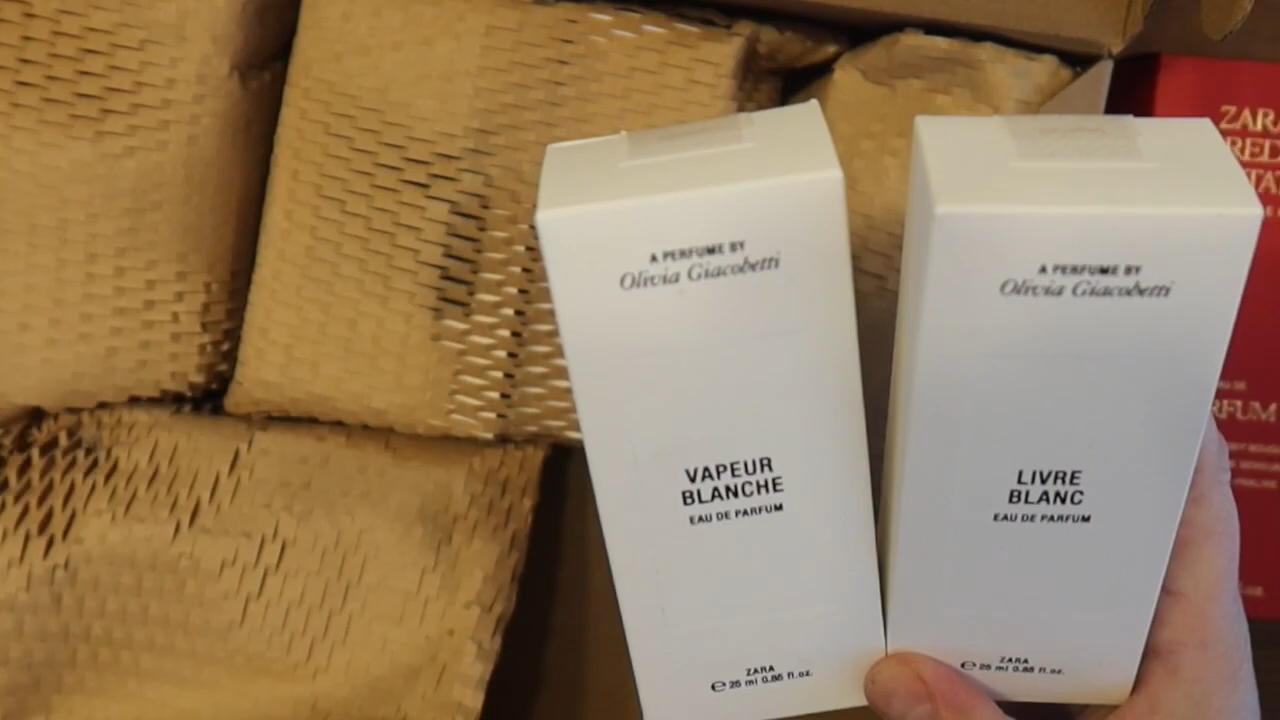 A PERFUME BY
Olivia Giacobetti
VAPEUR
BLANCHE
EAU DE PARFUM
ZARA
℮ 25 ml 0.85 fl.oz.
A PERFUME BY
Olivia Giacobetti
LIVRE
BLANC
EAU DE PARFUM
ZARA
℮ 25 ml 0.85 fl.oz.
ZARA
RED